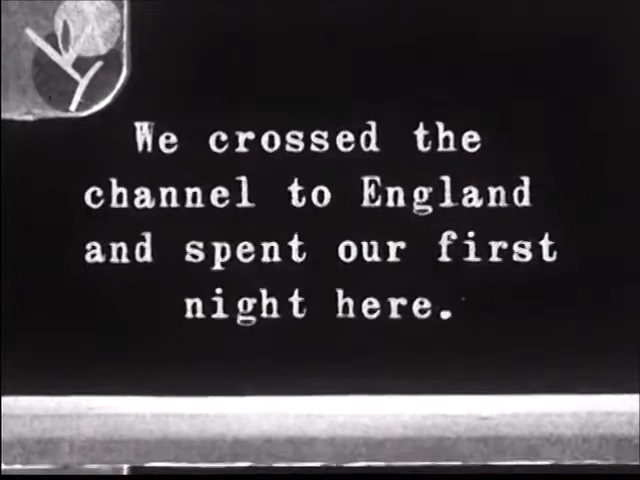 We crossed the
channel to England
and spent our first
night here.